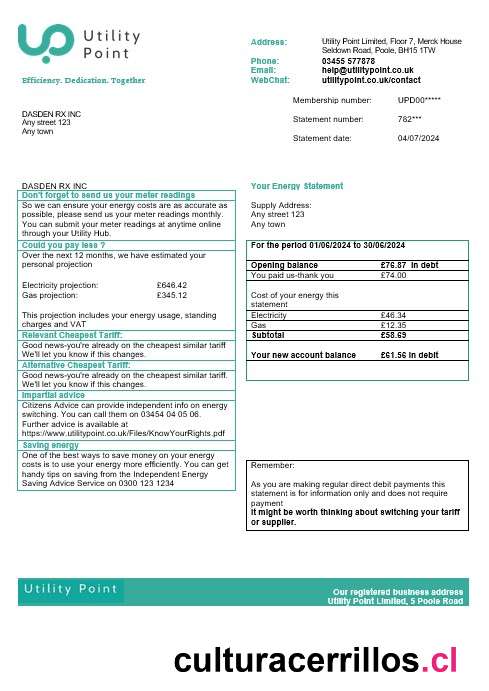 Utility
Point
Efficiency. Dedication. Together
Address:
Utility Point Limited, Floor 7, Merck House
Seldown Road, Poole, BH15 1TW
Phone: 03455 577878
Email: help@utilitypoint.co.uk
WebChat: utilitypoint.co.uk/contact
Membership number: UPD00*****
Statement number: 762***
Statement date: 04/07/2024
DASDEN RX INC
Any street 123
Any town
DASDEN RX INC
Don't forget to send us your meter readings
So we can ensure your energy costs are as accurate as
possible, please send us your meter readings monthly.
You can submit your meter readings at anytime online
through your Utility Hub.
Could you pay less ?
Over the next 12 months, we have estimated your
personal projection
Electricity projection: £646.42
Gas projection: £345.12
This projection includes your energy usage, standing
charges and VAT
Relevant Cheapest Tariff:
Good news-you're already on the cheapest similar tariff
We'll let you know if this changes.
Alternative Cheapest Tariff:
Good news-you're already on the cheapest similar tariff
We'll let you know if this changes.
Impartial advice
Citizens Advice can provide independent info on energy
switching. You can call them on 03454 04 05 06.
Further advice is available at
https://www.utilitypoint.co.uk/Files/KnowYourRights.pdf
Saving energy
One of the best ways to save money on your energy
costs is to use your energy more efficiently. You can get
handy tips on saving from the Independent Energy
Saving Advice Service on 0300 123 1234
Your Energy Statement
Supply Address:
Any street 123
Any town
For the period 01/06/2024 to 30/06/2024
Opening balance £76.87 in debt
You paid us-thank you £74.00
Cost of your energy this
statement
Electricity £46.34
Gas £12.35
Subtotal £58.69
Your new account balance £61.56 in debit
Remember:
As you are making regular direct debit payments this
statement is for information only and does not require
payment
It might be worth thinking about switching your tariff
or supplier.
Utility Point
Our registered business address
Utility Point Limited, 5 Poole Road
culturacerrillos.cl